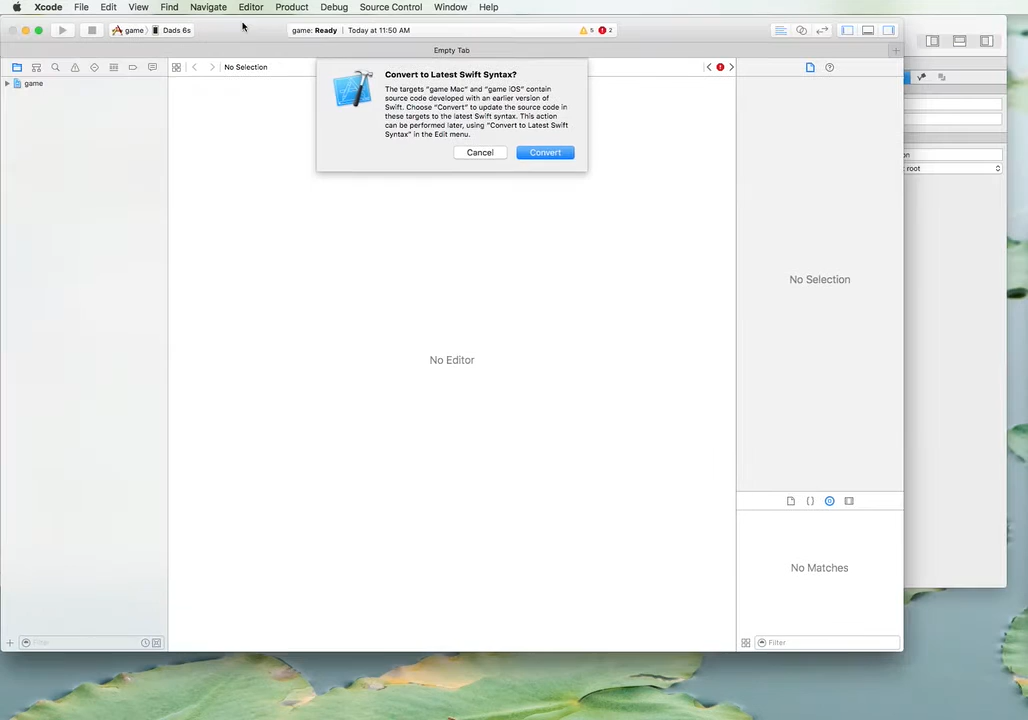 Xcode File Edit View Find Navigate Editor Product Debug Source Control Window Help
game Dads 6s game: Ready Today at 11:50 AM 5 2
Empty Tab
No Selection
game
Convert to Latest Swift Syntax?
The targets “game Mac” and “game iOS” contain
source code developed with an earlier version of
Swift. Choose “Convert” to update the source code in
these targets to the latest Swift syntax. This action
can be performed later, using “Convert to Latest Swift
Syntax” in the Edit menu.
Cancel Convert
on
root
No Selection
No Editor
No Matches
Filter
Filter